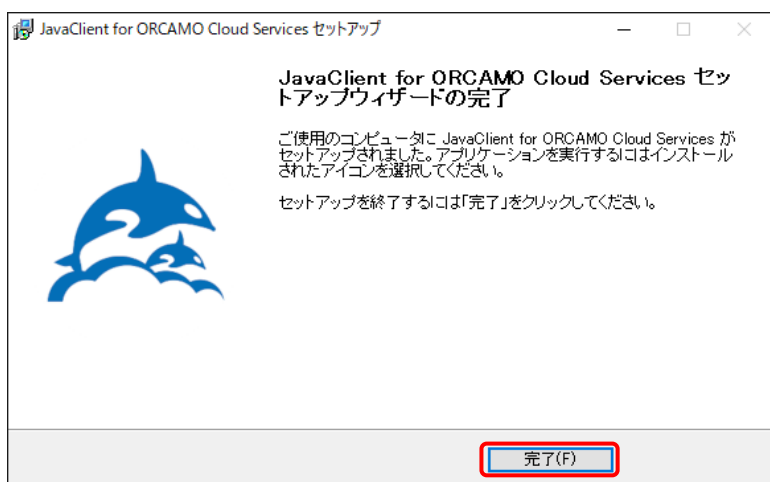 JavaClient for ORCAMO Cloud Services セットアップ
JavaClient for ORCAMO Cloud Services セッ
トアップウィザードの完了
ご使用のコンピュータに JavaClient for ORCAMO Cloud Services が
セットアップされました。アプリケーションを実行するにはインストール
されたアイコンを選択してください。
セットアップを終了するには「完了」をクリックしてください。
完了(F)